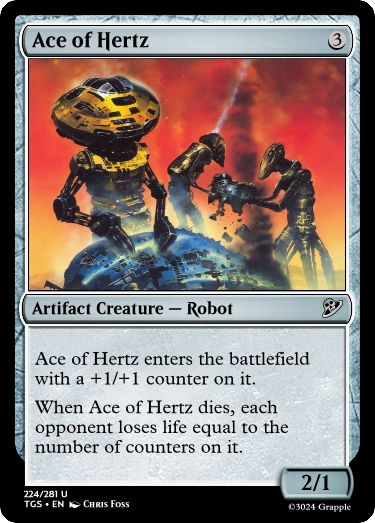 Ace of Hertz
3
Artifact Creature — Robot
Ace of Hertz enters the battlefield
with a +1/+1 counter on it.
When Ace of Hertz dies, each
opponent loses life equal to the
number of counters on it.
2/1
224/281 U
TGS • EN Chris Foss
©3024 Grapple